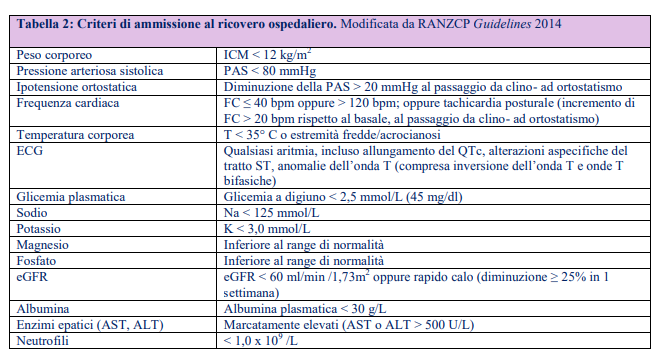 Tabella 2: Criteri di ammissione al ricovero ospedaliero. Modificata da RANZCP Guidelines 2014
Peso corporeo ICM < 12 kg/m²
Pressione arteriosa sistolica PAS < 80 mmHg
Ipotensione ortostatica Diminuzione della PAS > 20 mmHg al passaggio da clino- ad ortostatismo
Frequenza cardiaca FC ≤ 40 bpm oppure > 120 bpm; oppure tachicardia posturale (incremento di
FC > 20 bpm rispetto al basale, al passaggio da clino- ad ortostatismo)
Temperatura corporea T < 35° C o estremità fredde/acrocianosi
ECG Qualsiasi aritmia, incluso allungamento del QTc, alterazioni aspecifiche del
tratto ST, anomalie dell'onda T (compresa inversione dell'onda T e onde T
bifasiche)
Glicemia plasmatica Glicemia a digiuno < 2,5 mmol/L (45 mg/dl)
Sodio Na < 125 mmol/L
Potassio K < 3,0 mmol/L
Magnesio Inferiore al range di normalità
Fosfato Inferiore al range di normalità
eGFR eGFR < 60 ml/min /1,73m² oppure rapido calo (diminuzione ≥ 25% in 1
settimana)
Albumina Albumina plasmatica < 30 g/L
Enzimi epatici (AST, ALT) Marcatamente elevati (AST o ALT > 500 U/L)
Neutrofili < 1,0 x 10⁹ /L